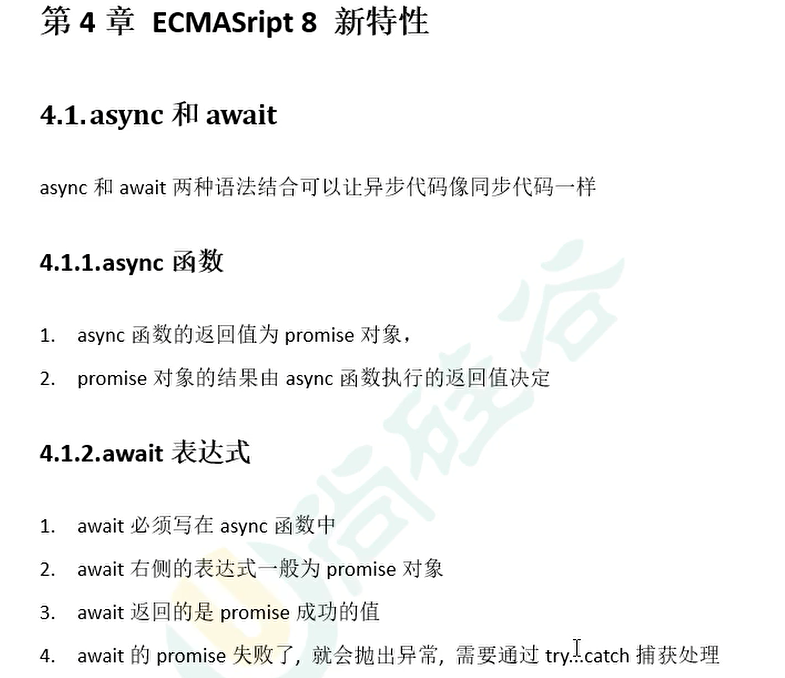 第 4 章 ECMASript 8 新特性
4.1.async 和 await
async 和 await 两种语法结合可以让异步代码像同步代码一样
4.1.1.async 函数
1. async 函数的返回值为 promise 对象，
2. promise 对象的结果由 async 函数执行的返回值决定
4.1.2.await 表达式
1. await 必须写在 async 函数中
2. await 右侧的表达式一般为 promise 对象
3. await 返回的是 promise 成功的值
4. await 的 promise 失败了, 就会抛出异常, 需要通过 try...catch 捕获处理
尚硅谷